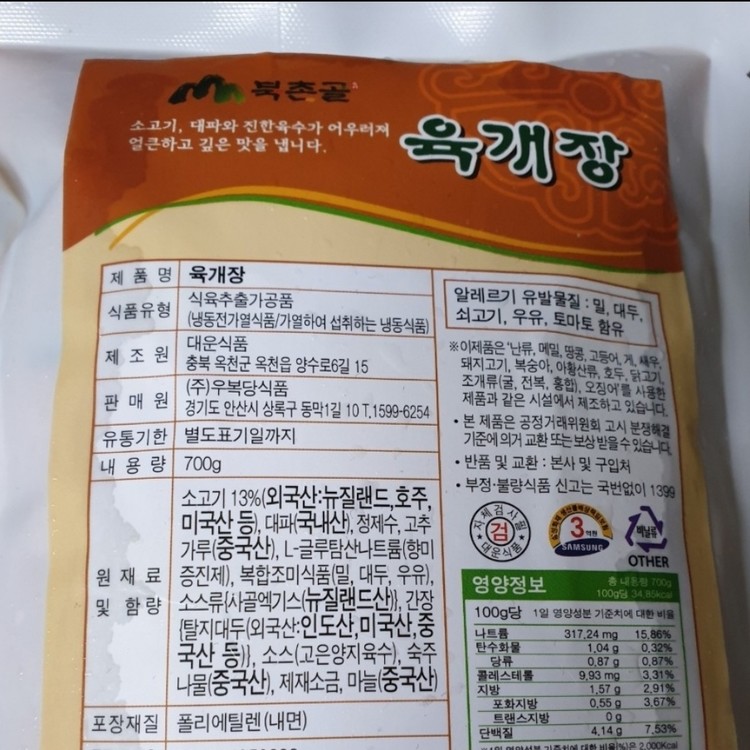 북촌골
소고기, 대파와 진한육수가 어우러져
얼큰하고 깊은 맛을 냅니다.
육개장
제 품 명 육개장
식품유형 식육추출가공품
(냉동전가열식품/가열하여 섭취하는 냉동식품)
제 조 원 대운식품
충북 옥천군 옥천읍 양수로6길 15
판 매 원 (주)우복당식품
경기도 안산시 상록구 동막1길 10 T.1599-6254
유통기한 별도표기일까지
내 용 량 700g
원 재 료
및 함 량
소고기 13%(외국산:뉴질랜드,호주,
미국산 등), 대파(국내산), 정제수, 고추
가루(중국산), L-글루탐산나트륨(향미
증진제), 복합조미식품(밀, 대두, 우유),
소스류{사골엑기스(뉴질랜드산)}, 간장
{탈지대두(외국산:인도산,미국산,중
국산 등)}, 소스(고은양지육수), 숙주
나물(중국산), 제재소금, 마늘(중국산)
포장재질 폴리에틸렌(내면)
알레르기 유발물질 : 밀, 대두,
쇠고기, 우유, 토마토 함유
※이제품은 '난류, 메밀, 땅콩, 고등어, 게, 새우,
돼지고기, 복숭아, 아황산류, 호두, 닭고기,
조개류(굴, 전복, 홍합), 오징어'를 사용한
제품과 같은 시설에서 제조하고 있습니다.
• 본 제품은 공정거래위원회 고시 분쟁해결
기준에 의거 교환 또는 보상 받을 수 있습니다.
• 반품 및 교환 : 본사 및 구입처
• 부정·불량식품 신고는 국번없이 1399
자체검사필
검
대운식품
3억원
SAMSUNG
비닐류
OTHER
영양정보
총 내용량 700g
100g당 34.85kcal
100g당 1일 영양성분 기준치에 대한 비율
나트륨 317.24 mg 15.86%
탄수화물 1.04 g 0.32%
당류 0.87 g 0.87%
콜레스테롤 9.93 mg 3.31%
지방 1.57 g 2.91%
포화지방 0.55 g 3.67%
트랜스지방 0 g
단백질 4.14 g 7.53%